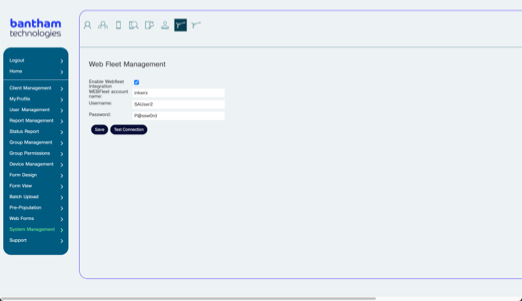 bantham
technologies
Logout
Home
Client Management
MyProfile
User Management
Report Management
Status Report
Group Management
Group Permissions
Device Management
Form Design
Form View
Batch Upload
Pre-Population
Web Forms
System Management
Support
Web Fleet Management
Enable Webfleet
Integration
WEBFleet account
name:
inteinx
Username:
SAUser2
Password:
P@ssw0rd
Save
Test Connection